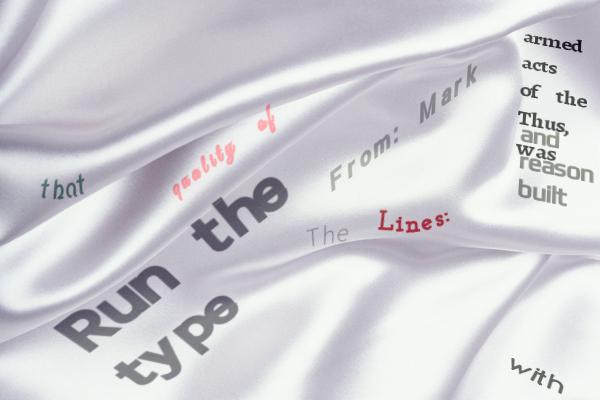 armed
acts
of the
Thus,
was
and
reason
built
From: Mark
quality of
that
Run the
type
The
Lines:
with